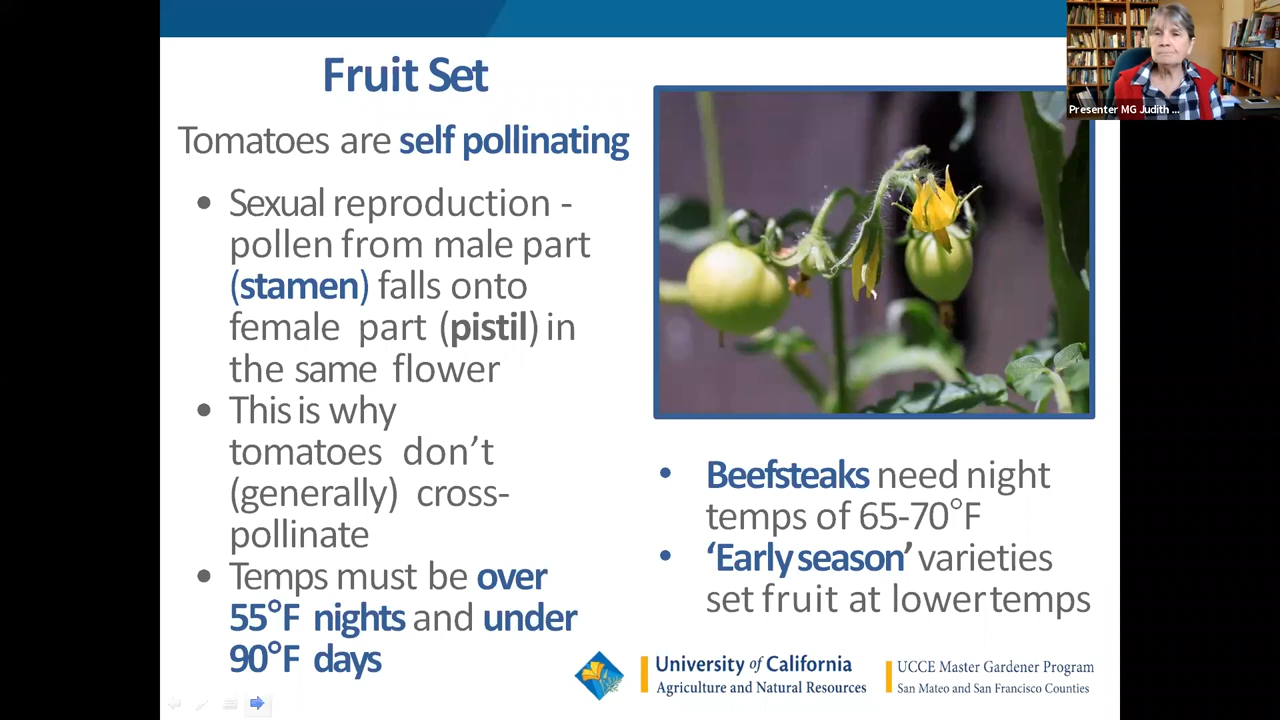 Fruit Set
Tomatoes are self pollinating
• Sexual reproduction -
pollen from male part
(stamen) falls onto
female part (pistil) in
the same flower
• This is why
tomatoes don’t
(generally) cross-
pollinate
• Temps must be over
55°F nights and under
90°F days
Presenter MG Judith ...
• Beefsteaks need night
temps of 65-70°F
• ‘Early season’ varieties
set fruit at lower temps
University of California
Agriculture and Natural Resources
UCCE Master Gardener Program
San Mateo and San Francisco Counties